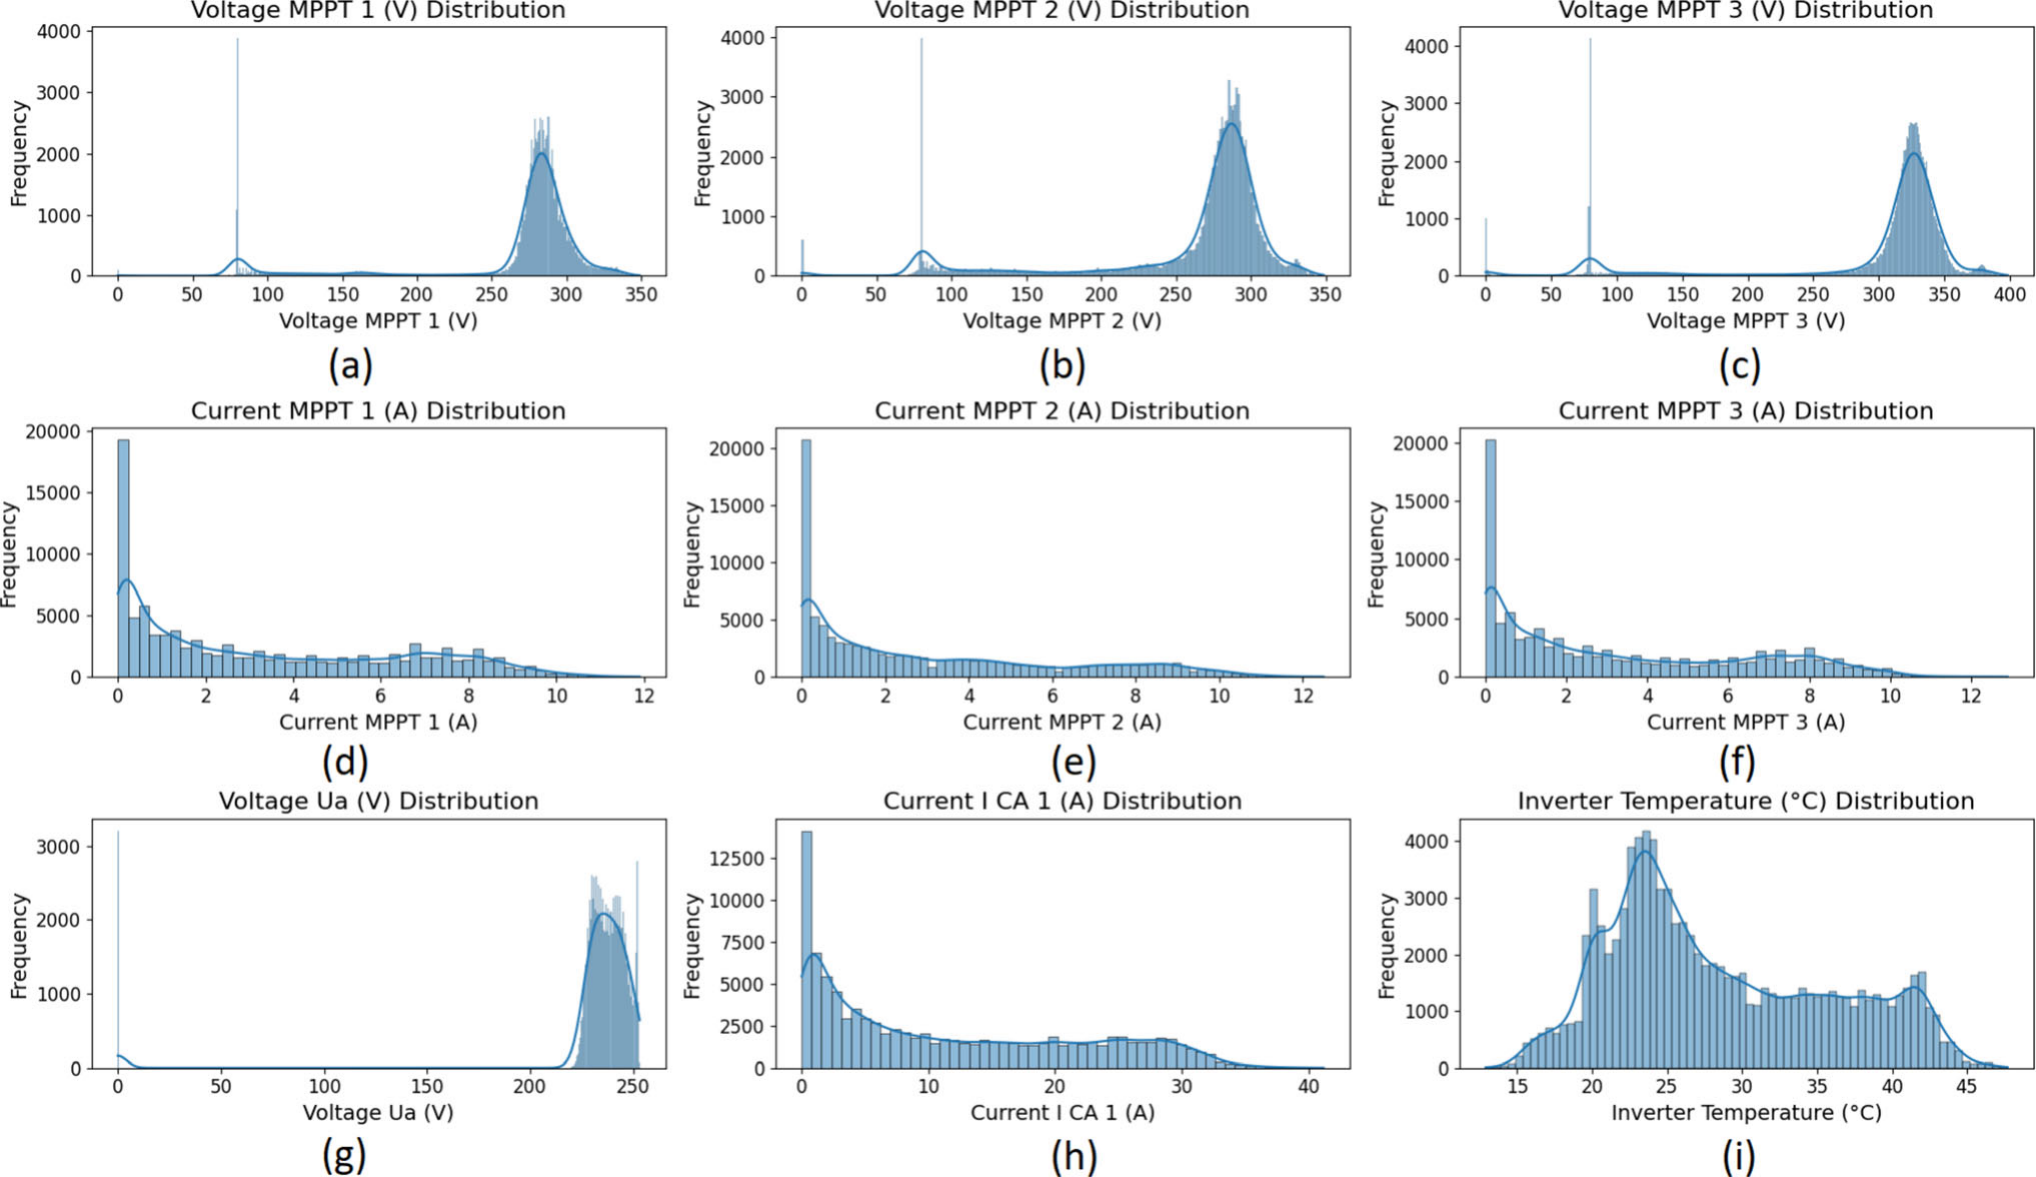 Voltage MPPT 1 (V) Distribution
Frequency
4000
3000
2000
1000
0
0 50 100 150 200 250 300 350
Voltage MPPT 1 (V)
(a)
Voltage MPPT 2 (V) Distribution
Frequency
4000
3000
2000
1000
0
0 50 100 150 200 250 300 350
Voltage MPPT 2 (V)
(b)
Voltage MPPT 3 (V) Distribution
Frequency
4000
3000
2000
1000
0
0 50 100 150 200 250 300 350 400
Voltage MPPT 3 (V)
(c)
Current MPPT 1 (A) Distribution
Frequency
20000
15000
10000
5000
0
0 2 4 6 8 10 12
Current MPPT 1 (A)
(d)
Current MPPT 2 (A) Distribution
Frequency
20000
15000
10000
5000
0
0 2 4 6 8 10 12
Current MPPT 2 (A)
(e)
Current MPPT 3 (A) Distribution
Frequency
20000
15000
10000
5000
0
0 2 4 6 8 10 12
Current MPPT 3 (A)
(f)
Voltage Ua (V) Distribution
Frequency
3000
2000
1000
0
0 50 100 150 200 250
Voltage Ua (V)
(g)
Current I CA 1 (A) Distribution
Frequency
12500
10000
7500
5000
2500
0
0 10 20 30 40
Current I CA 1 (A)
(h)
Inverter Temperature (°C) Distribution
Frequency
4000
3000
2000
1000
0
15 20 25 30 35 40 45
Inverter Temperature (°C)
(i)